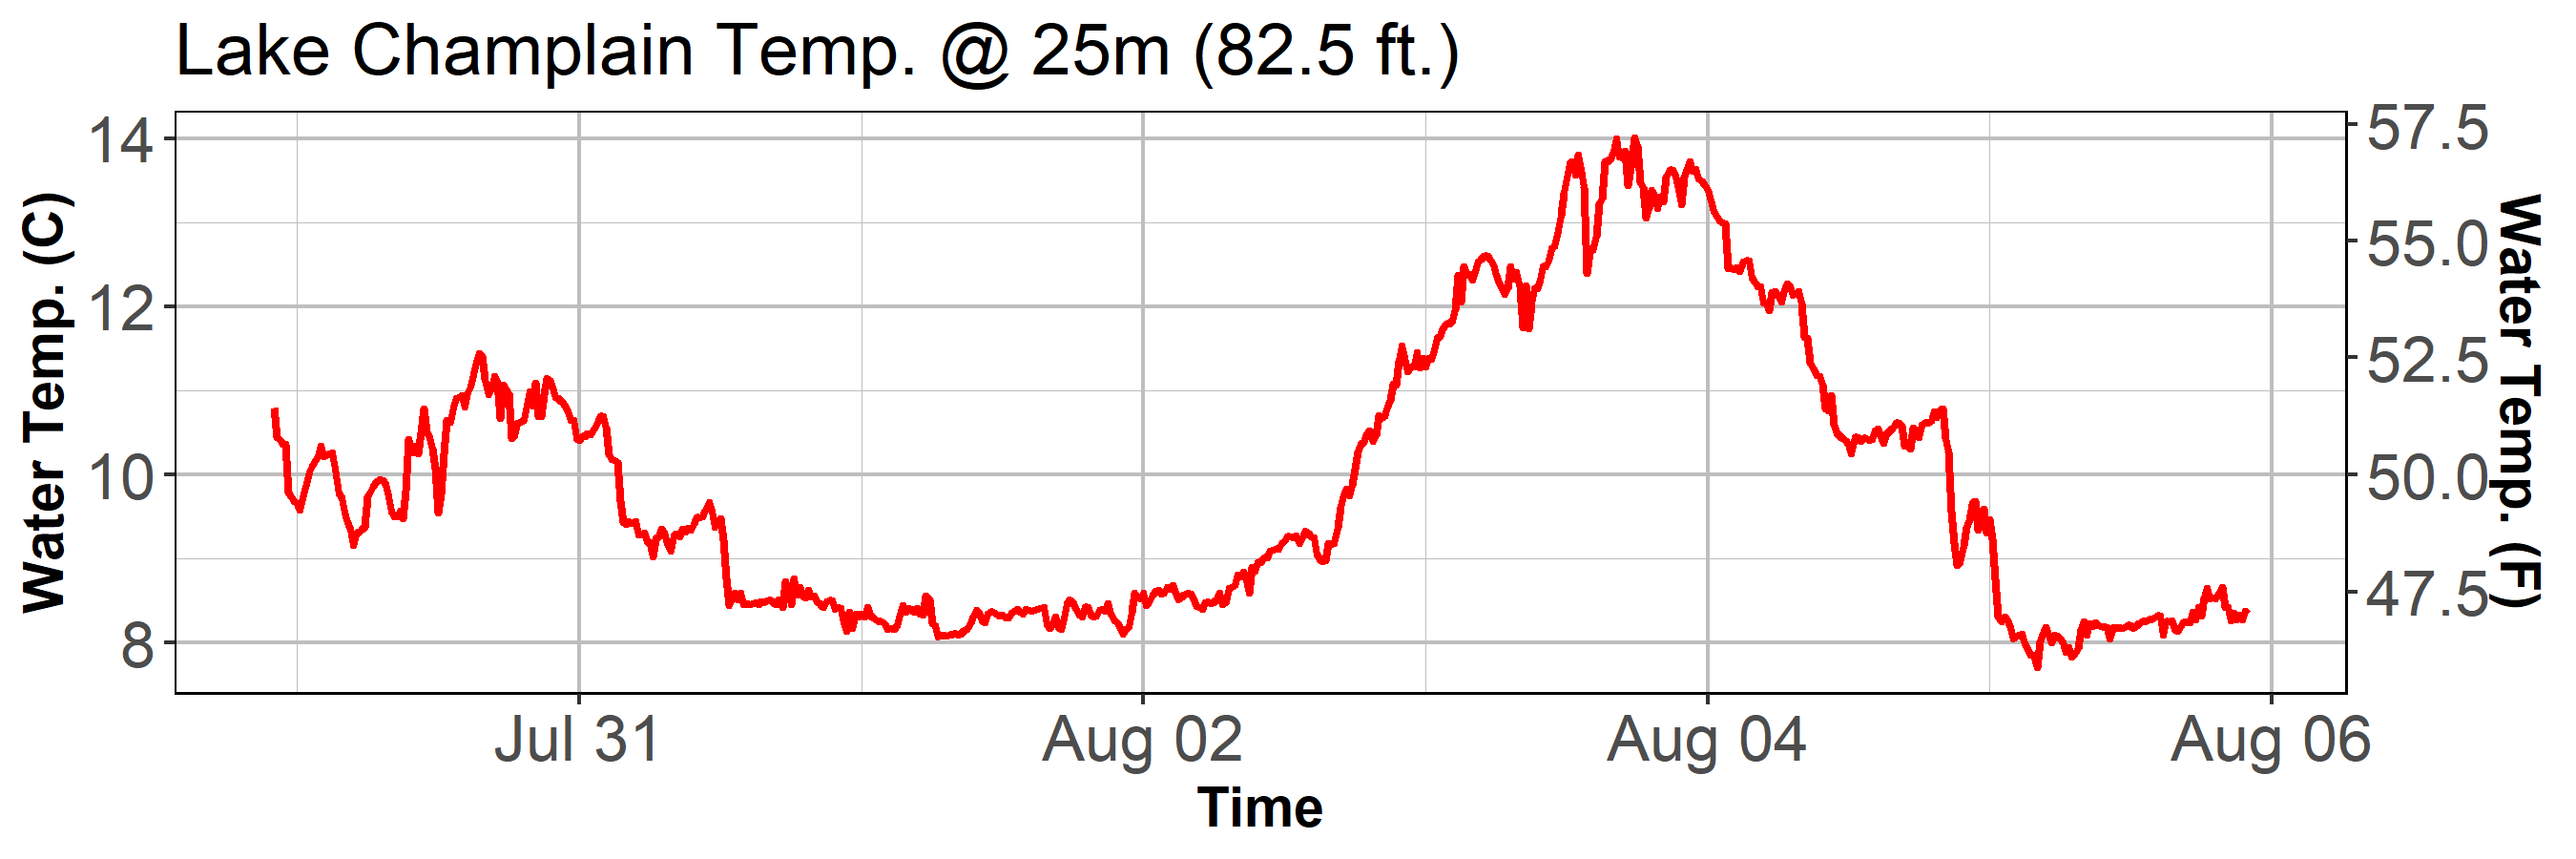 Lake Champlain Temp. @ 25m (82.5 ft.)
Water Temp. (C)
14
12
10
8
57.5
55.0
52.5
50.0
47.5
Water Temp. (F)
Jul 31
Aug 02
Aug 04
Aug 06
Time